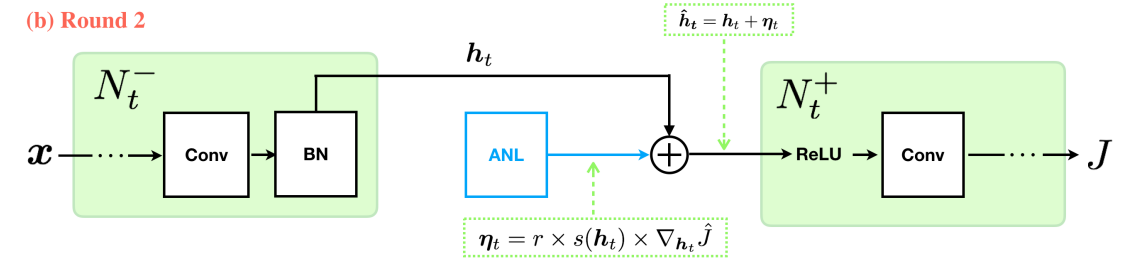 (b) Round 2
ĥ_t = h_t + η_t
h_t
N_t^-
N_t^+
x ··· Conv BN ANL + ReLU Conv ··· J
η_t = r × s(h_t) × ∇_{h_t} Ĵ